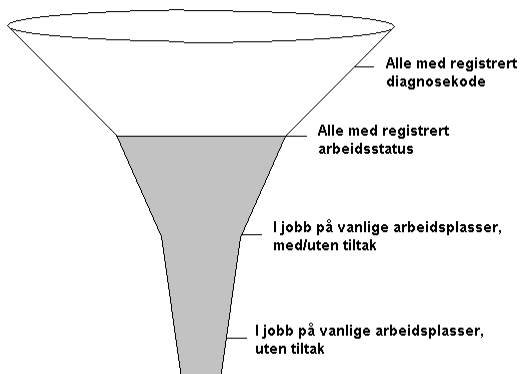 Alle med registrert
diagnosekode
Alle med registrert
arbeidsstatus
I jobb på vanlige arbeidsplasser,
med/uten tiltak
I jobb på vanlige arbeidsplasser,
uten tiltak